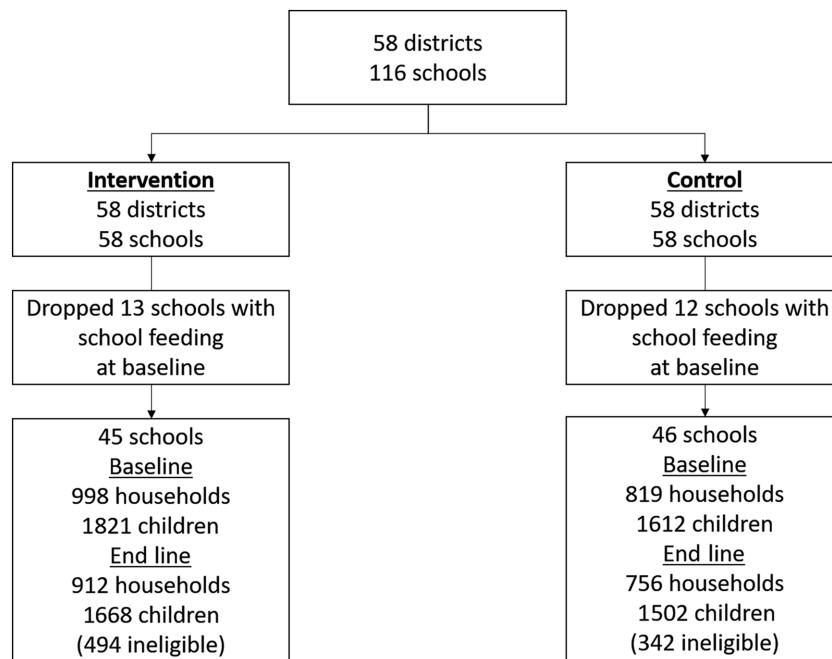 58 districts
116 schools
Intervention
58 districts
58 schools
Dropped 13 schools with
school feeding
at baseline
45 schools
Baseline
998 households
1821 children
End line
912 households
1668 children
(494 ineligible)
Control
58 districts
58 schools
Dropped 12 schools with
school feeding
at baseline
46 schools
Baseline
819 households
1612 children
End line
756 households
1502 children
(342 ineligible)